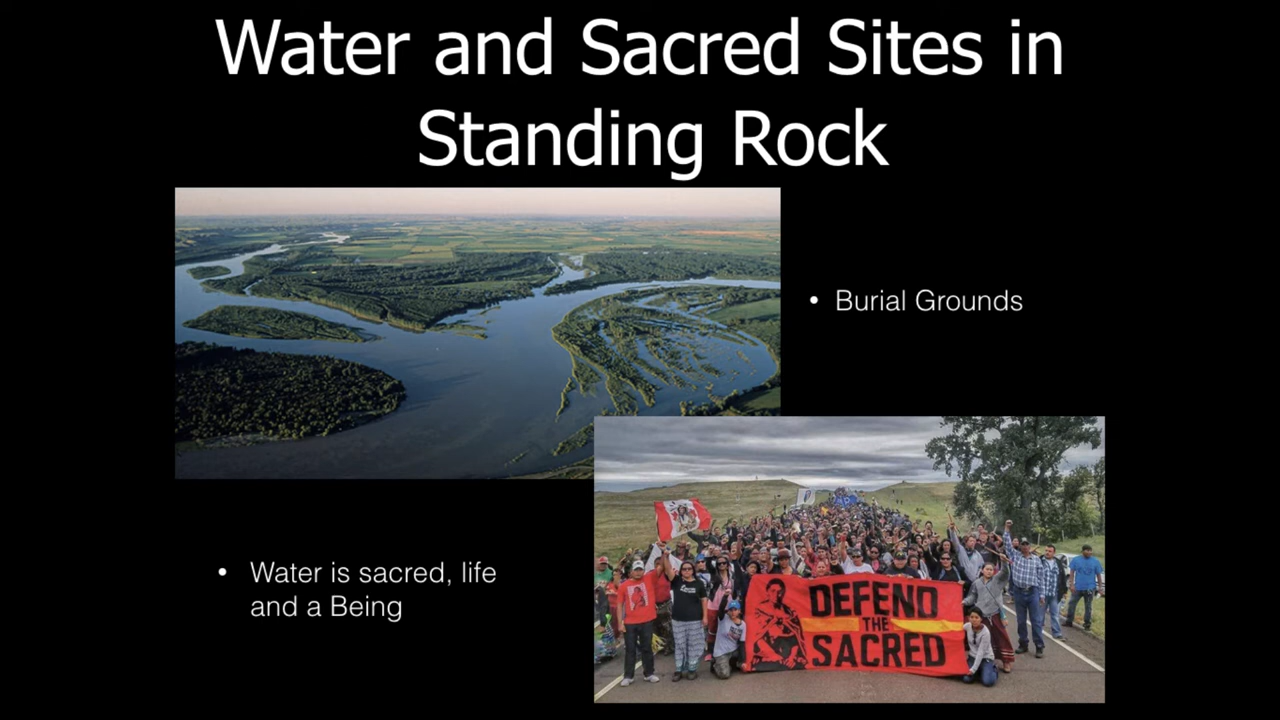 Water and Sacred Sites in
Standing Rock
• Burial Grounds
• Water is sacred, life
and a Being
DEFEND
THE
SACRED